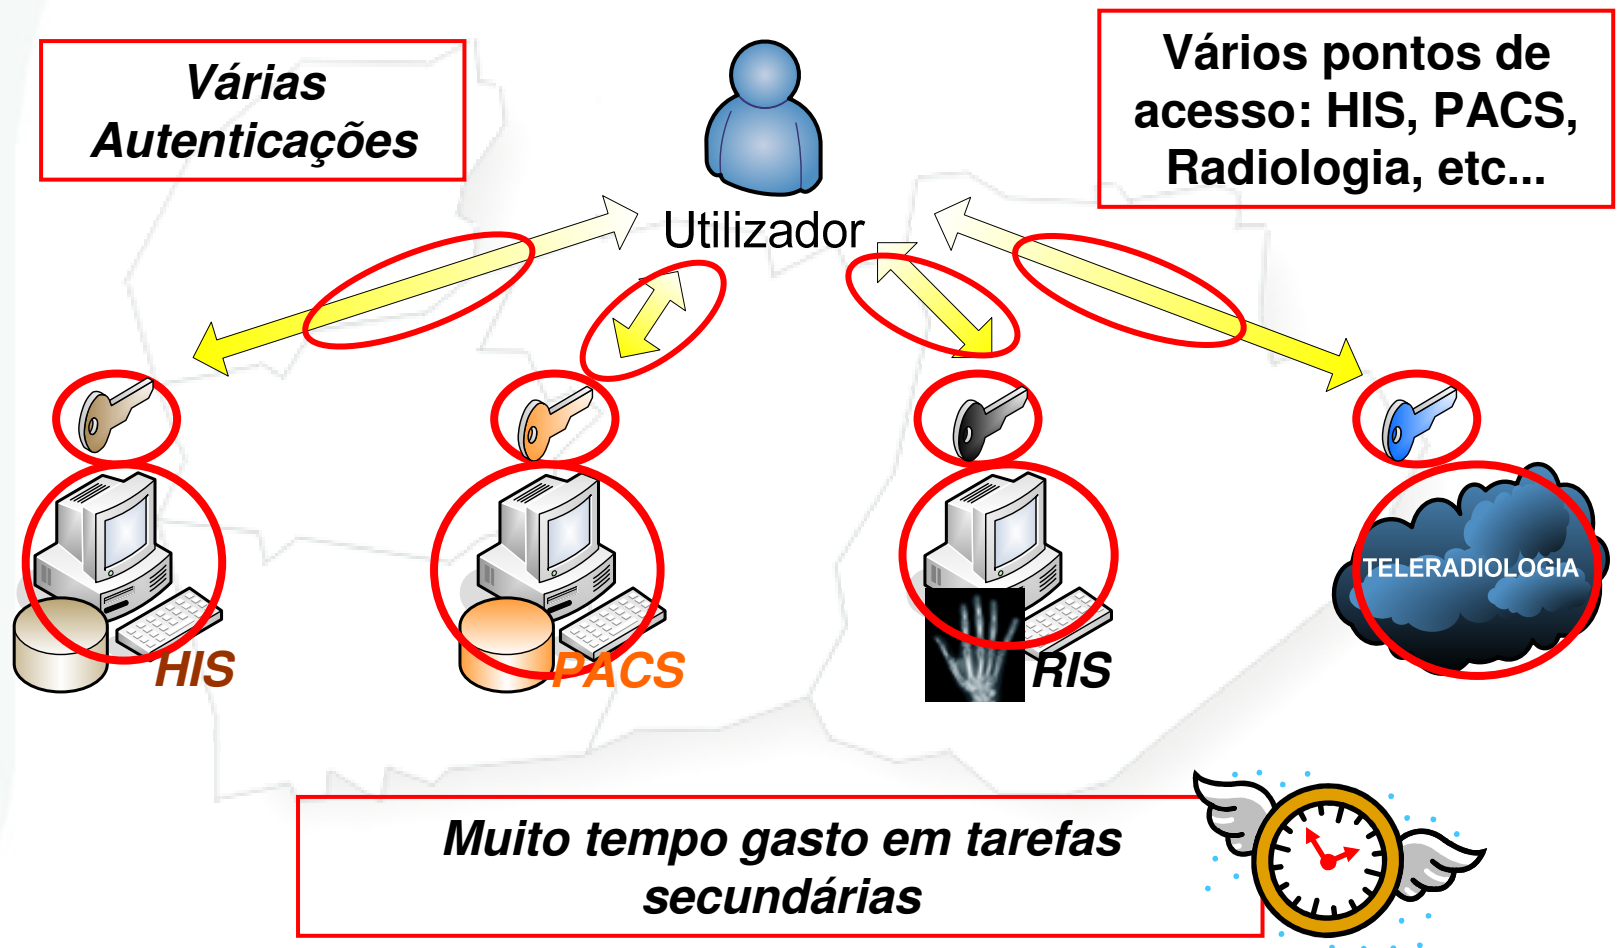 Várias
Autenticações
Vários pontos de
acesso: HIS, PACS,
Radiologia, etc...
Utilizador
TELERADIOLOGIA
HIS
PACS
RIS
Muito tempo gasto em tarefas
secundárias